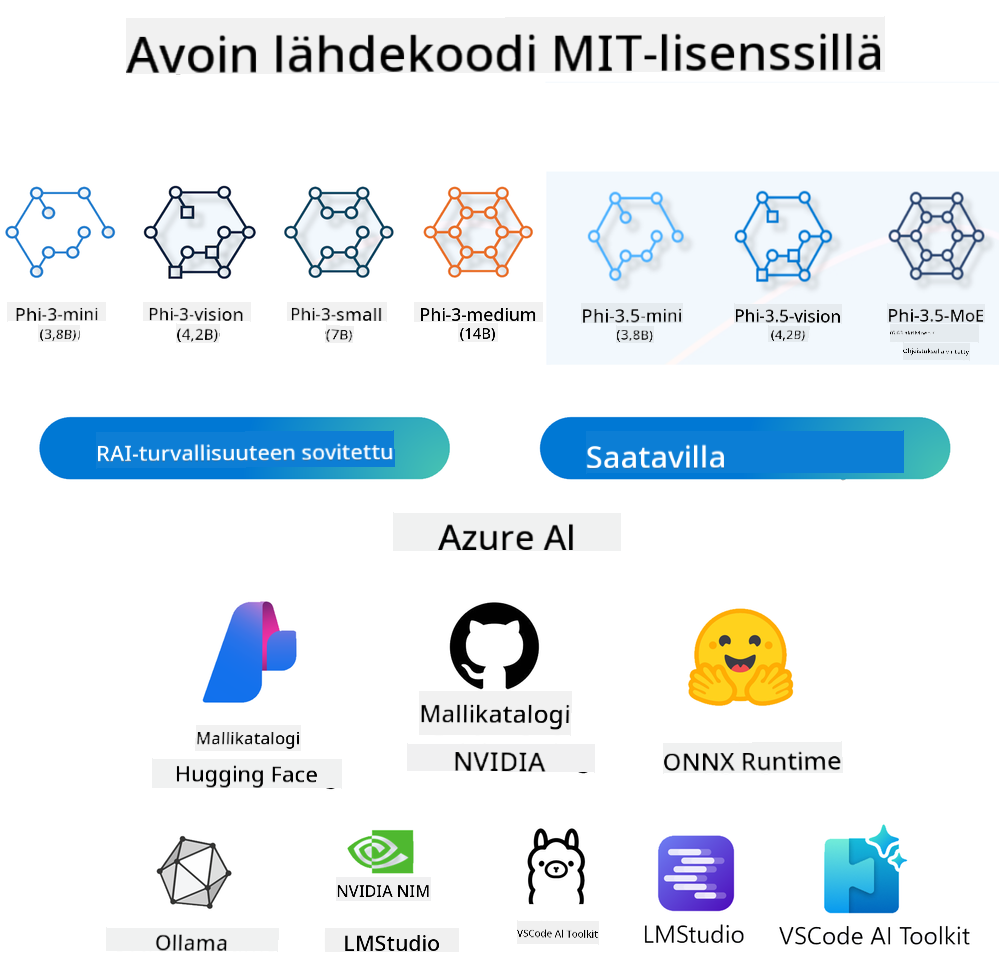 Avoin lähdekoodi MIT-lisenssillä
Phi-3-mini
(3,8B)
Phi-3-vision
(4,2B)
Phi-3-small
(7B)
Phi-3-medium
(14B)
Phi-3.5-mini
(3,8B)
Phi-3.5-vision
(4,2B)
Phi-3.5-MoE
RAI-turvallisuuteen sovitettu
Saatavilla
Azure AI
Mallikatalogi
Hugging Face
Mallikatalogi
NVIDIA
ONNX Runtime
Ollama
NVIDIA NIM
LMStudio
VSCode AI Toolkit
LMStudio
VSCode AI Toolkit